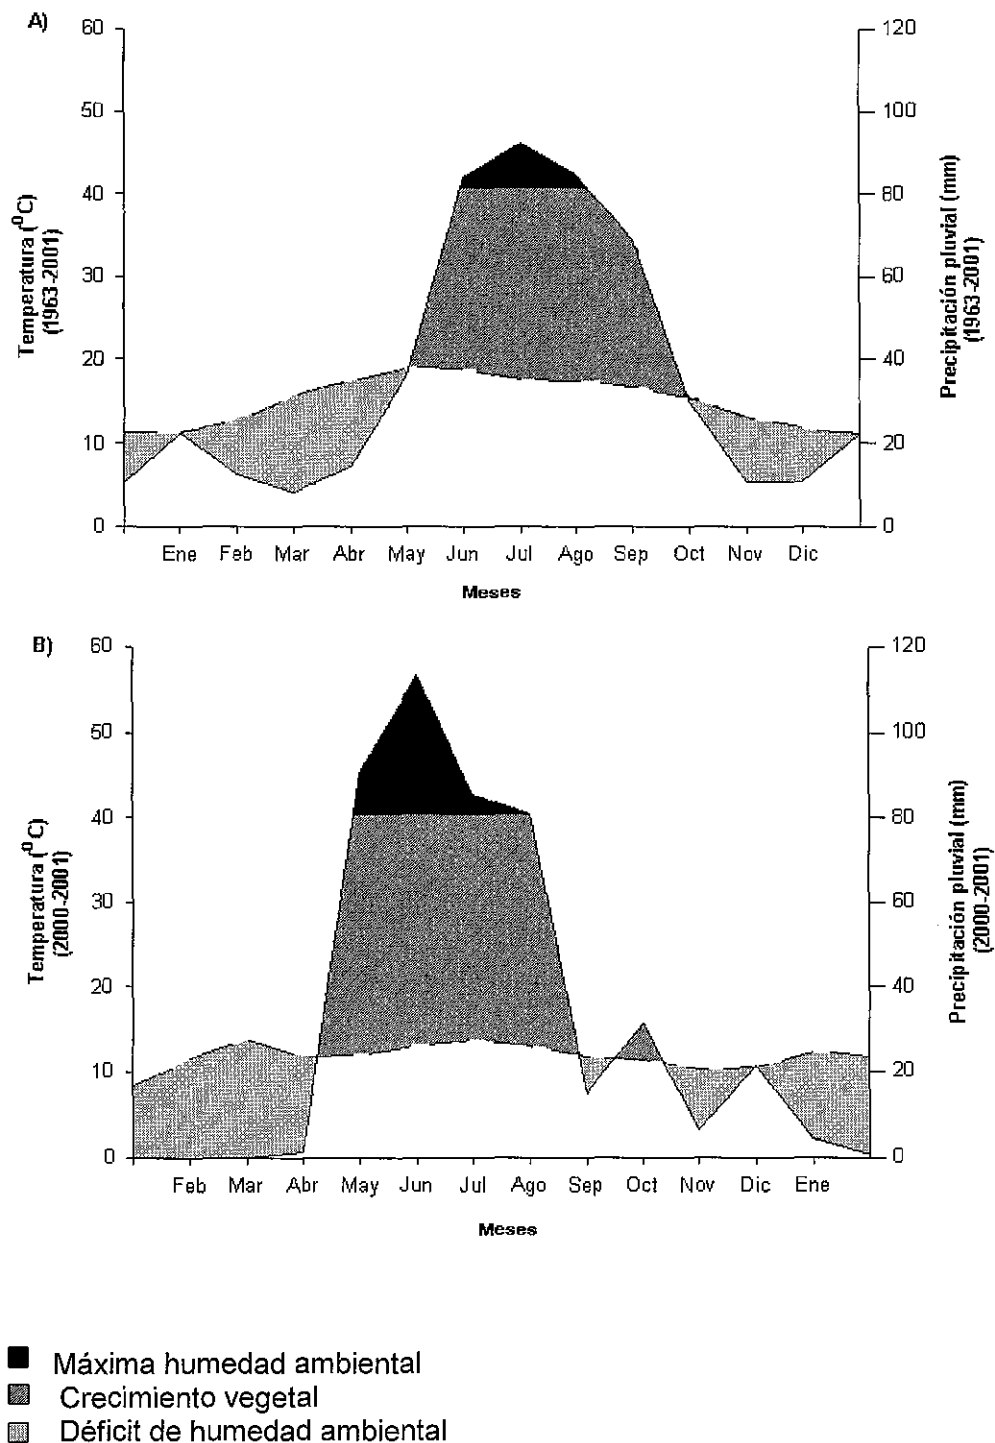 A)
60
50
40
30
20
10
0
Temperatura (⁰C)
(1963-2001)
120
100
80
60
40
20
0
Precipitación pluvial (mm)
(1963-2001)
Ene Feb Mar Abr May Jun Jul Ago Sep Oct Nov Dic
Meses
B)
60
50
40
30
20
10
0
Temperatura (⁰C)
(2000-2001)
120
100
80
60
40
20
0
Precipitación pluvial (mm)
(2000-2001)
Feb Mar Abr May Jun Jul Ago Sep Oct Nov Dic Ene
Meses
Máxima humedad ambiental
Crecimiento vegetal
Déficit de humedad ambiental